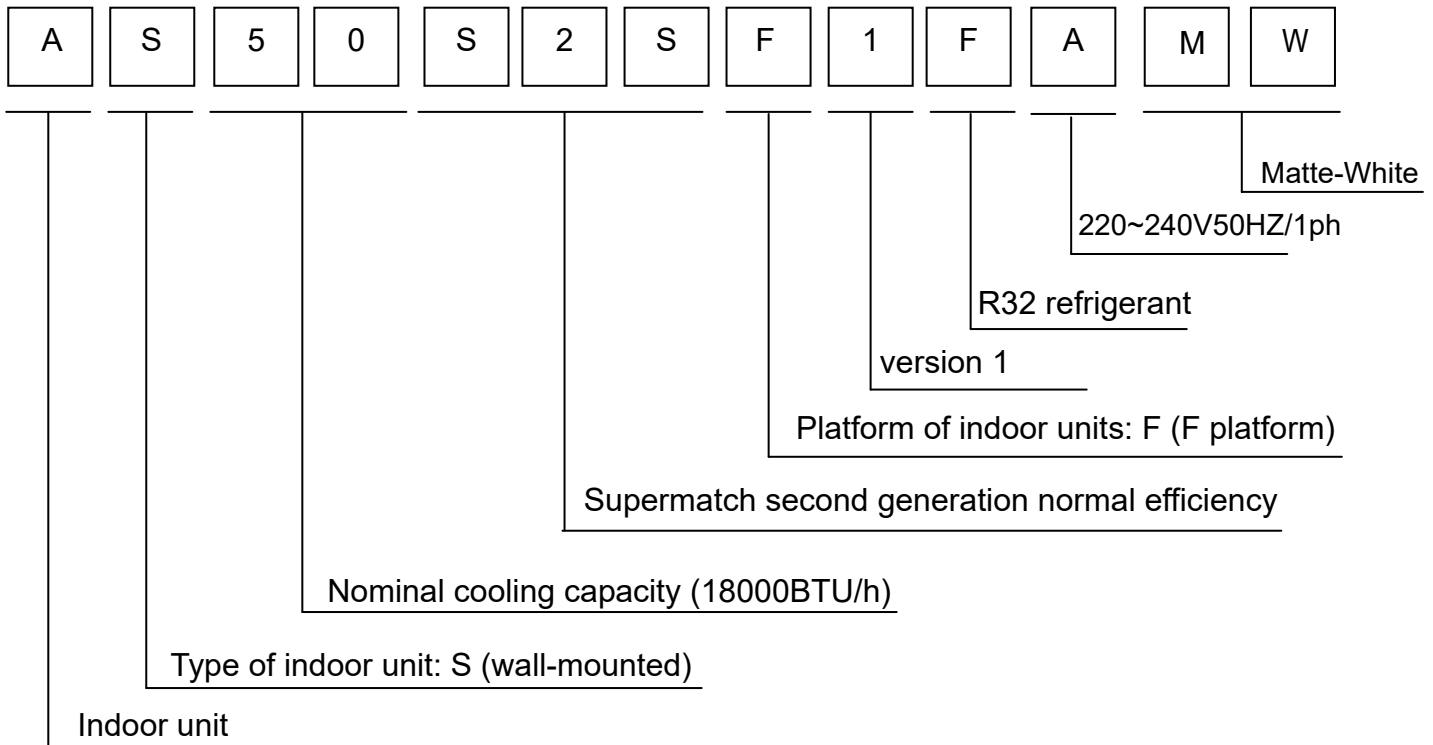 A S 5 0 S 2 S F 1 F A M W
Matte-White
220~240V50HZ/1ph
R32 refrigerant
version 1
Platform of indoor units: F (F platform)
Supermatch second generation normal efficiency
Nominal cooling capacity (18000BTU/h)
Type of indoor unit: S (wall-mounted)
Indoor unit